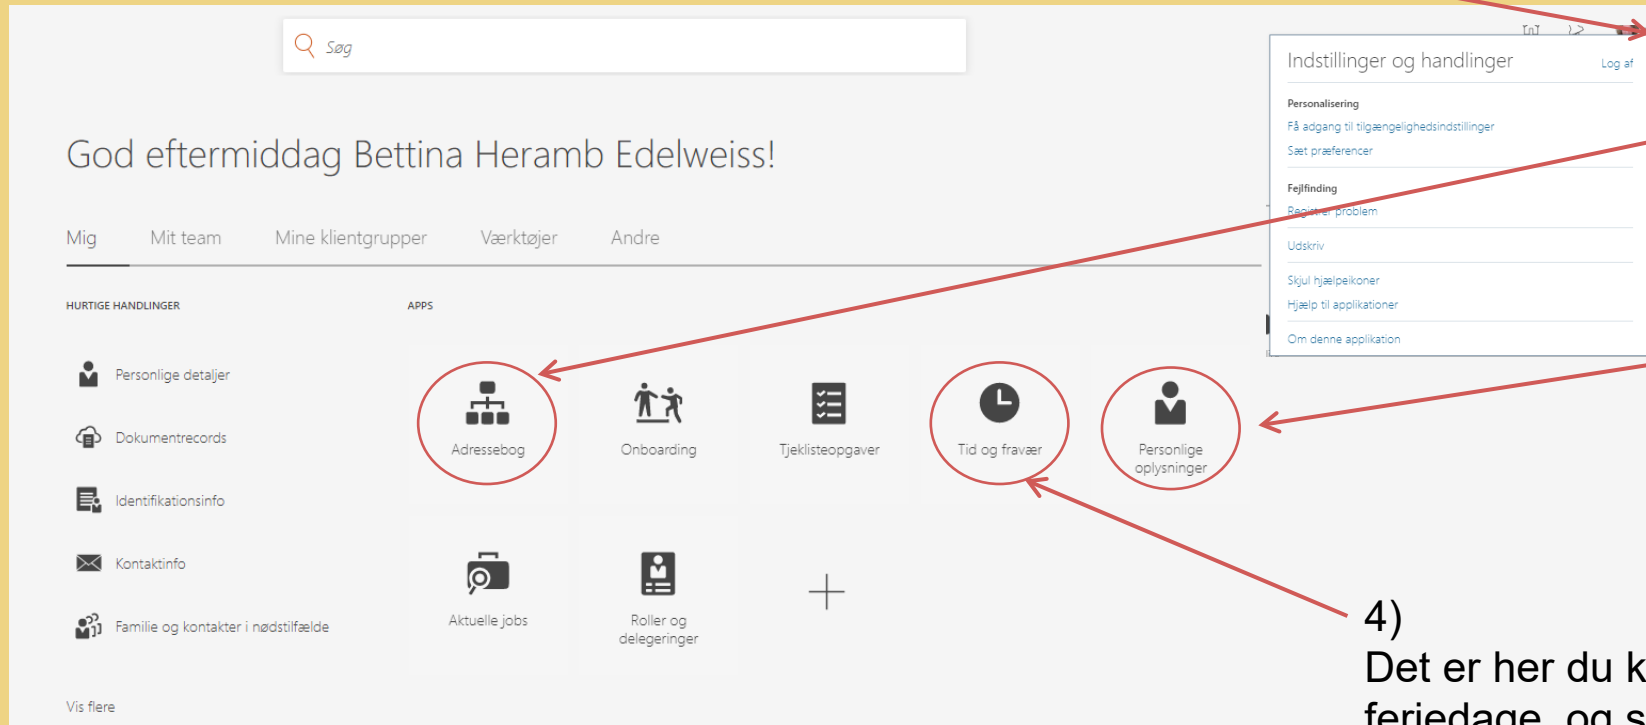 Søg
Indstillinger og handlinger
Log af
Personalisering
Få adgang til tilgængelighedsindstillinger
Sæt præferencer
Fejlfinding
Registrer problem
Udskriv
Skjul hjælpeikoner
Hjælp til applikationer
Om denne applikation
God eftermiddag Bettina Heramb Edelweiss!
Mig Mit team Mine klientgrupper Værktøjer Andre
HURTIGE HANDLINGER
Personlige detaljer
Dokumentrecords
Identifikationsinfo
Kontaktinfo
Familie og kontakter i nødstilfælde
Vis flere
APPS
Adressebog
Onboarding
Tjeklisteopgaver
Tid og fravær
Personlige
oplysninger
Aktuelle jobs
Roller og
delegeringer
4)
Det er her du k
feriedage, og s